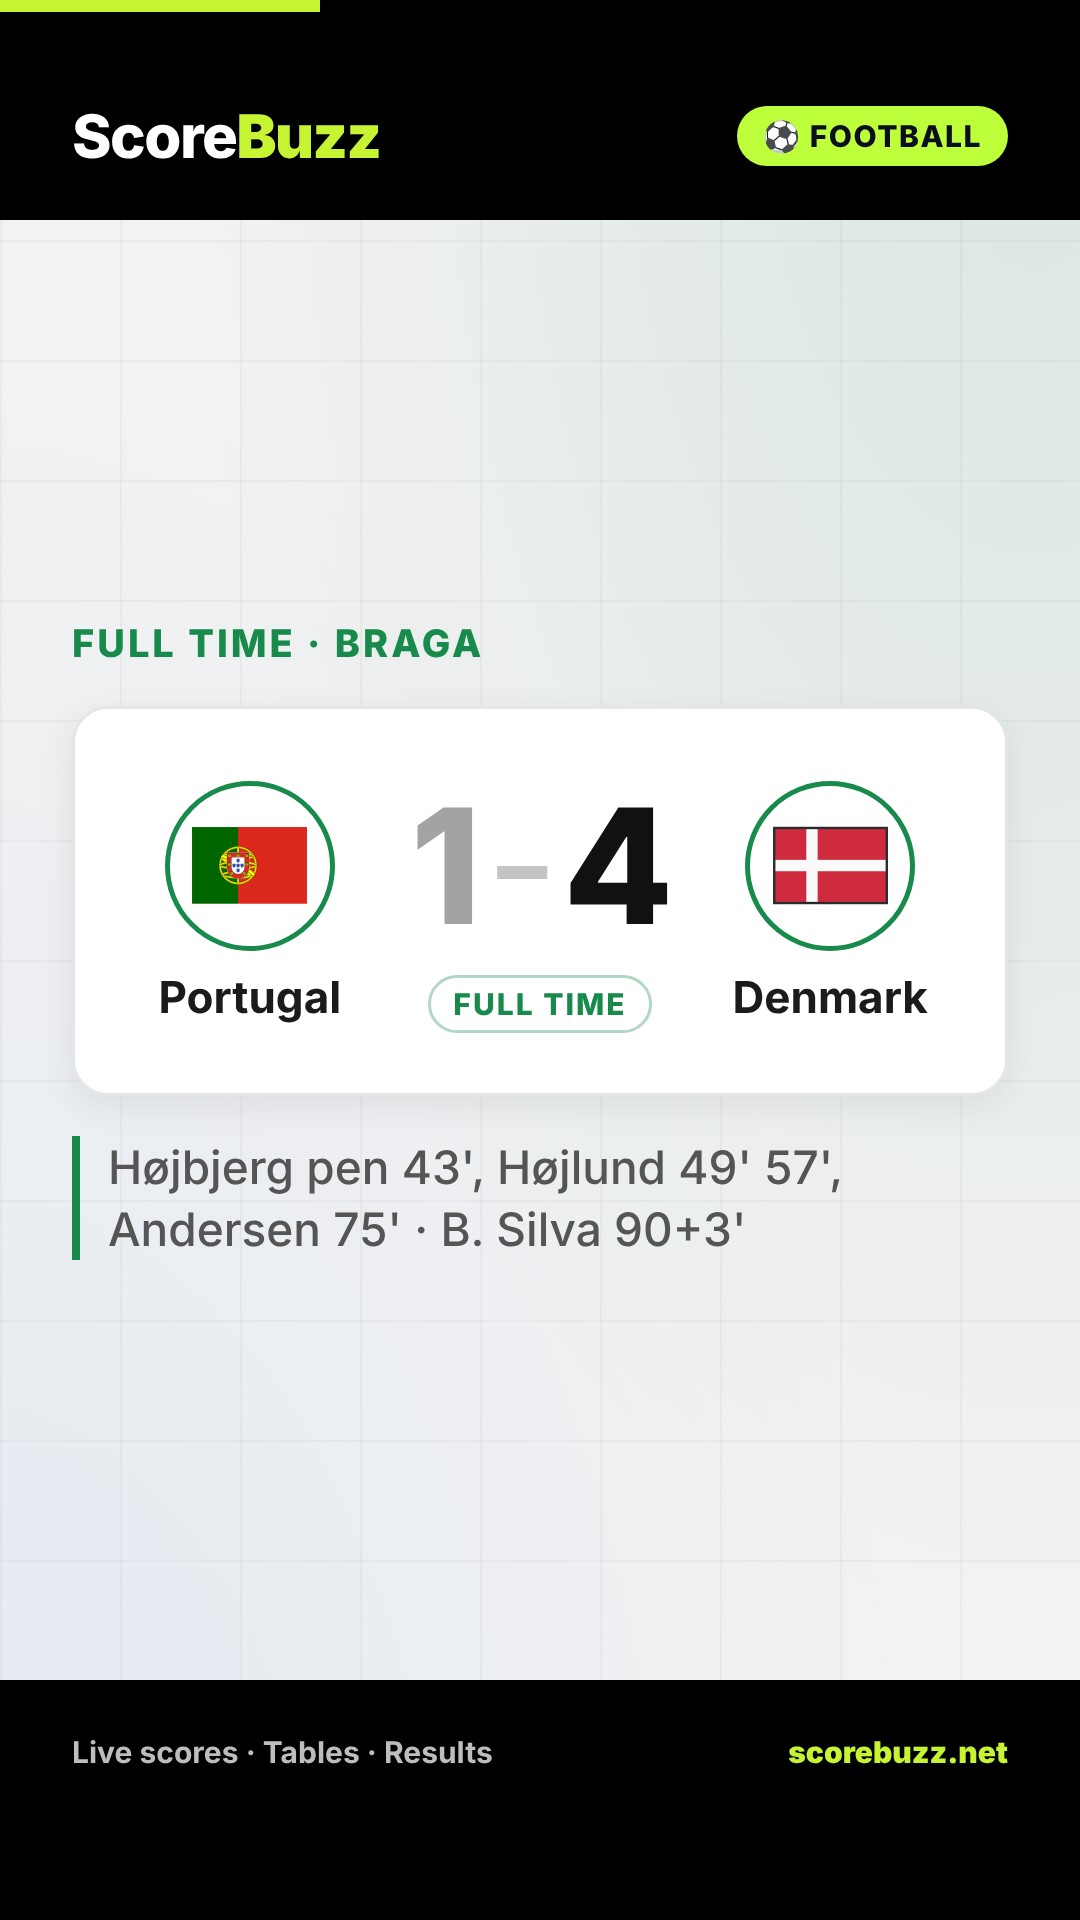 ScoreBuzz
⚽ FOOTBALL
FULL TIME · BRAGA
1–4
Portugal
FULL TIME
Denmark
Højbjerg pen 43', Højlund 49' 57',
Andersen 75' · B. Silva 90+3'
Live scores · Tables · Results
scorebuzz.net